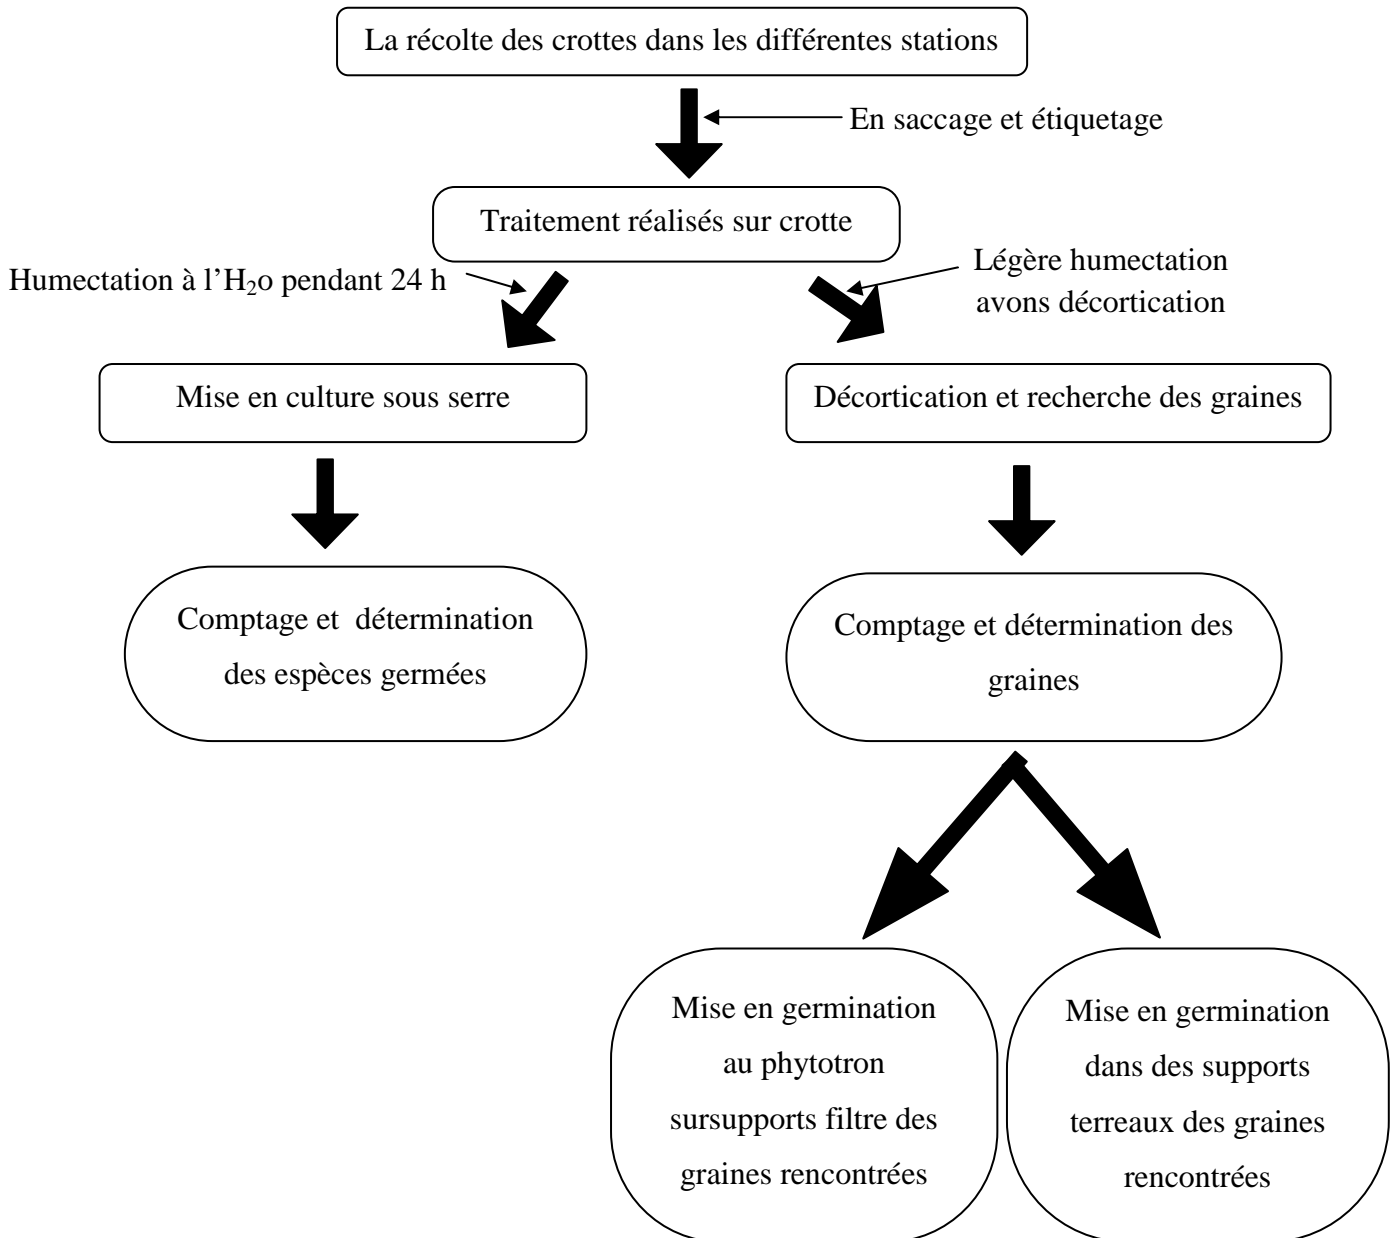 La récolte des crottes dans les différentes stations
En saccage et étiquetage
Traitement réalisés sur crotte
Humectation à l’H₂o pendant 24 h
Légère humectation
avons décortication
Mise en culture sous serre
Décortication et recherche des graines
Comptage et détermination
des espèces germées
Comptage et détermination des
graines
Mise en germination
au phytotron
sursupports filtre des
graines rencontrées
Mise en germination
dans des supports
terreaux des graines
rencontrées